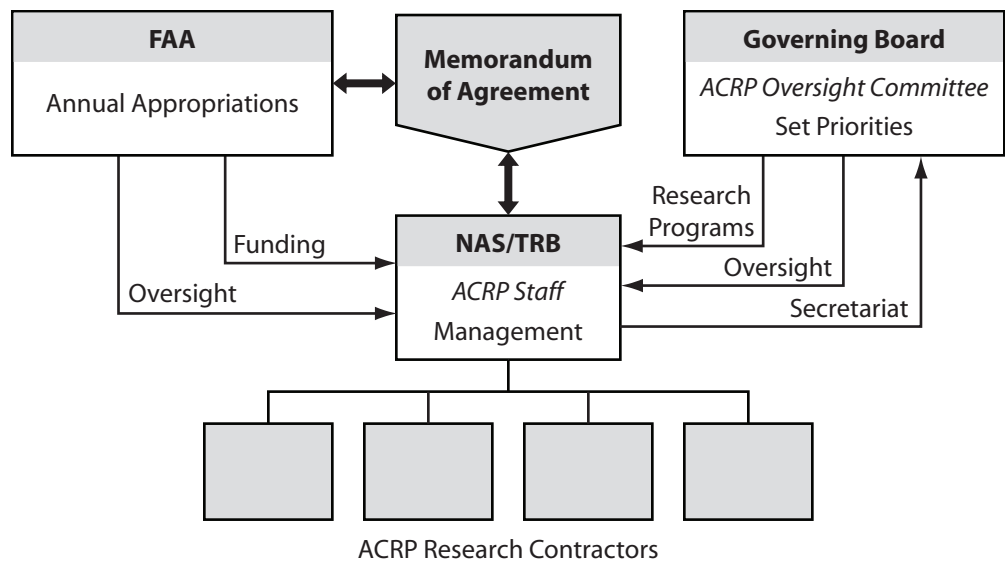 FAA
Annual Appropriations
Memorandum
of Agreement
Governing Board
ACRP Oversight Committee
Set Priorities
Funding
Oversight
Research
Programs
Oversight
Secretariat
NAS/TRB
ACRP Staff
Management
ACRP Research Contractors